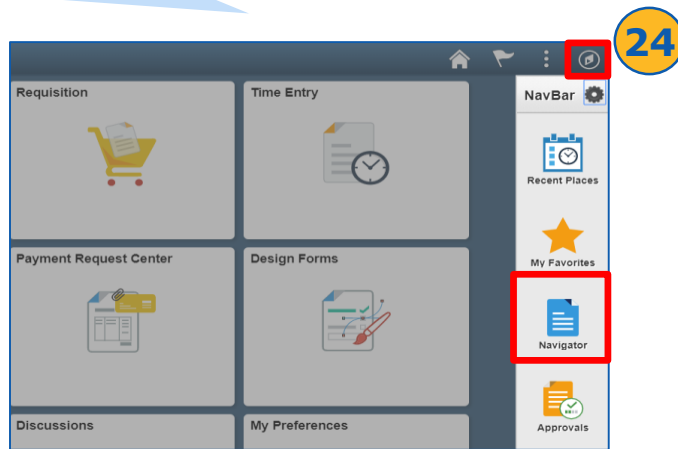 24
Requisition
Time Entry
NavBar
Recent Places
Payment Request Center
Design Forms
My Favorites
Navigator
Discussions
My Preferences
Approvals